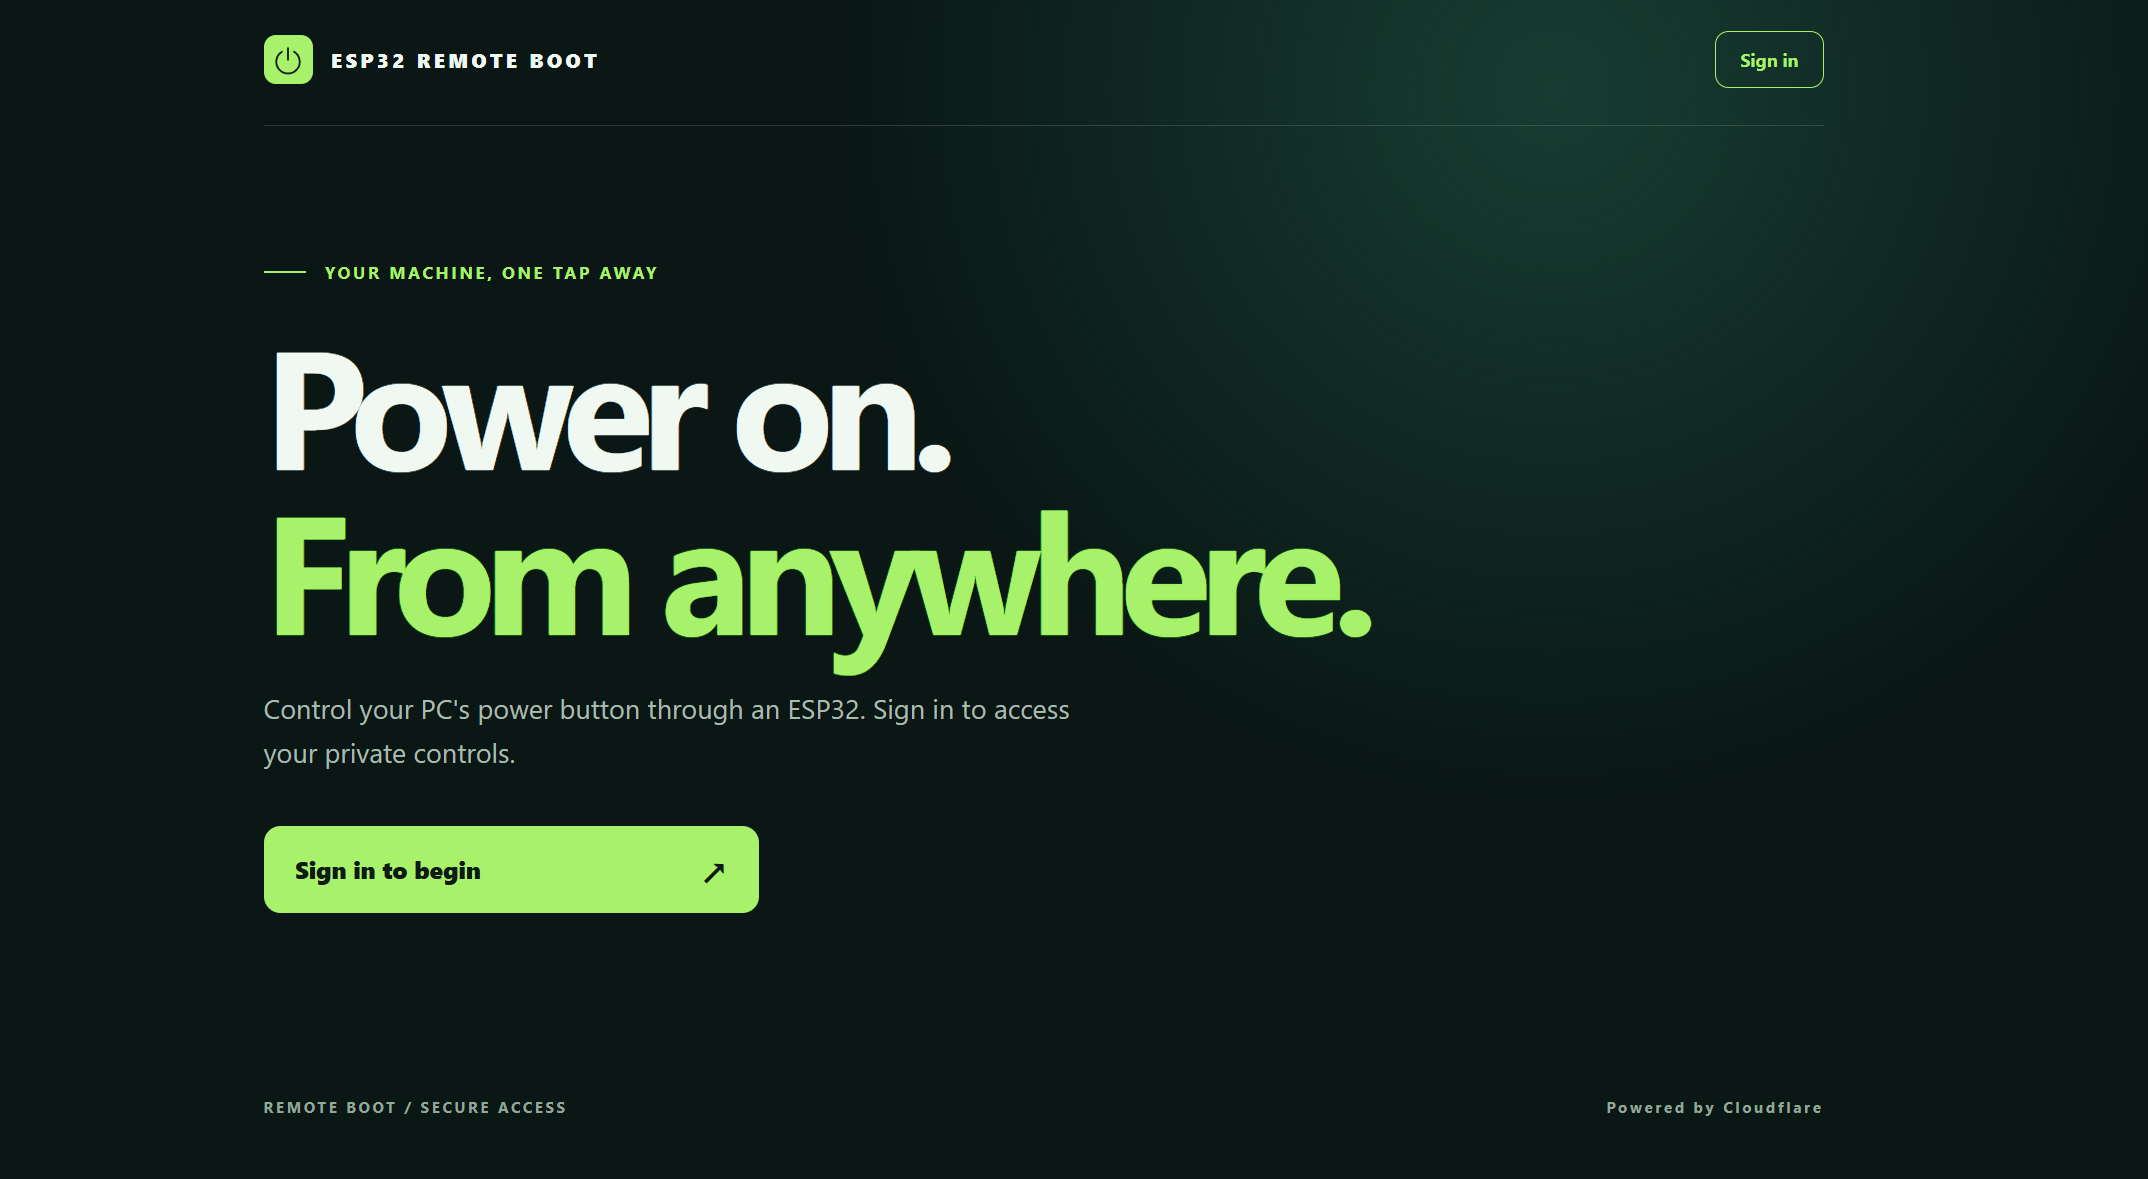 ESP32 REMOTE BOOT
Sign in
YOUR MACHINE, ONE TAP AWAY
Power on.
From anywhere.
Control your PC's power button through an ESP32. Sign in to access
your private controls.
Sign in to begin ↗
REMOTE BOOT / SECURE ACCESS
Powered by Cloudflare